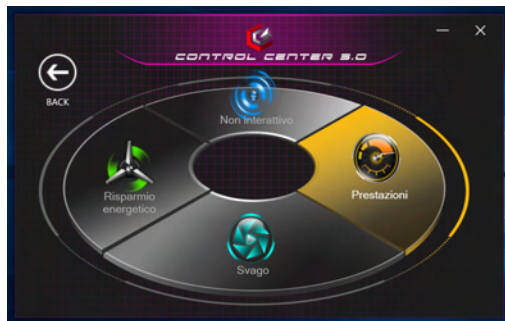 CONTROL CENTER 3.0
BACK
Non interattivo
Prestazioni
Risparmio
energetico
Svago